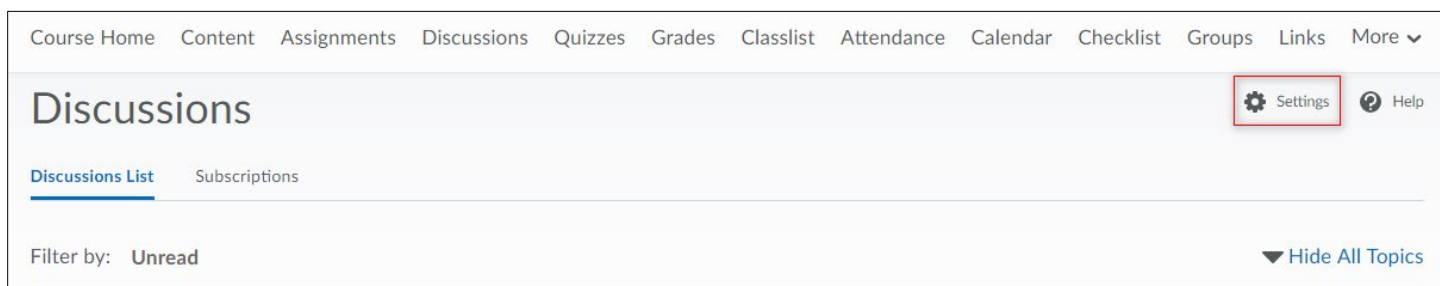 Course Home Content Assignments Discussions Quizzes Grades Classlist Attendance Calendar Checklist Groups Links More
Discussions
Settings Help
Discussions List Subscriptions
Filter by: Unread
Hide All Topics